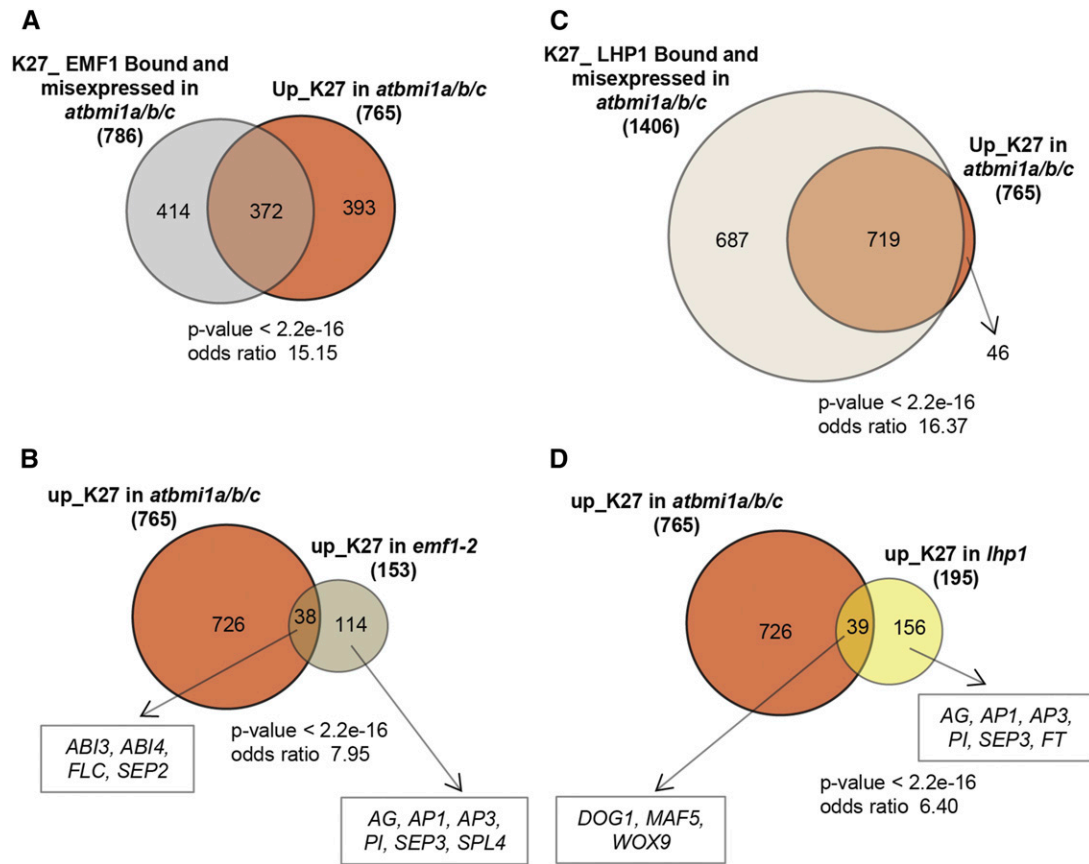 A
K27_ EMF1 Bound and
misexpressed in
atbmi1a/b/c
(786)
Up_K27 in atbmi1a/b/c
(765)
414
372
393
p-value < 2.2e-16
odds ratio 15.15
C
K27_ LHP1 Bound and
misexpressed in
atbmi1a/b/c
(1406)
Up_K27 in
atbmi1a/b/c
(765)
687
719
46
p-value < 2.2e-16
odds ratio 16.37
B
up_K27 in atbmi1a/b/c
(765)
up_K27 in emf1-2
(153)
726
38
114
ABI3, ABI4,
FLC, SEP2
p-value < 2.2e-16
odds ratio 7.95
AG, AP1, AP3,
PI, SEP3, SPL4
D
up_K27 in atbmi1a/b/c
(765)
up_K27 in lhp1
(195)
726
39
156
AG, AP1, AP3,
PI, SEP3, FT
p-value < 2.2e-16
odds ratio 6.40
DOG1, MAF5,
WOX9